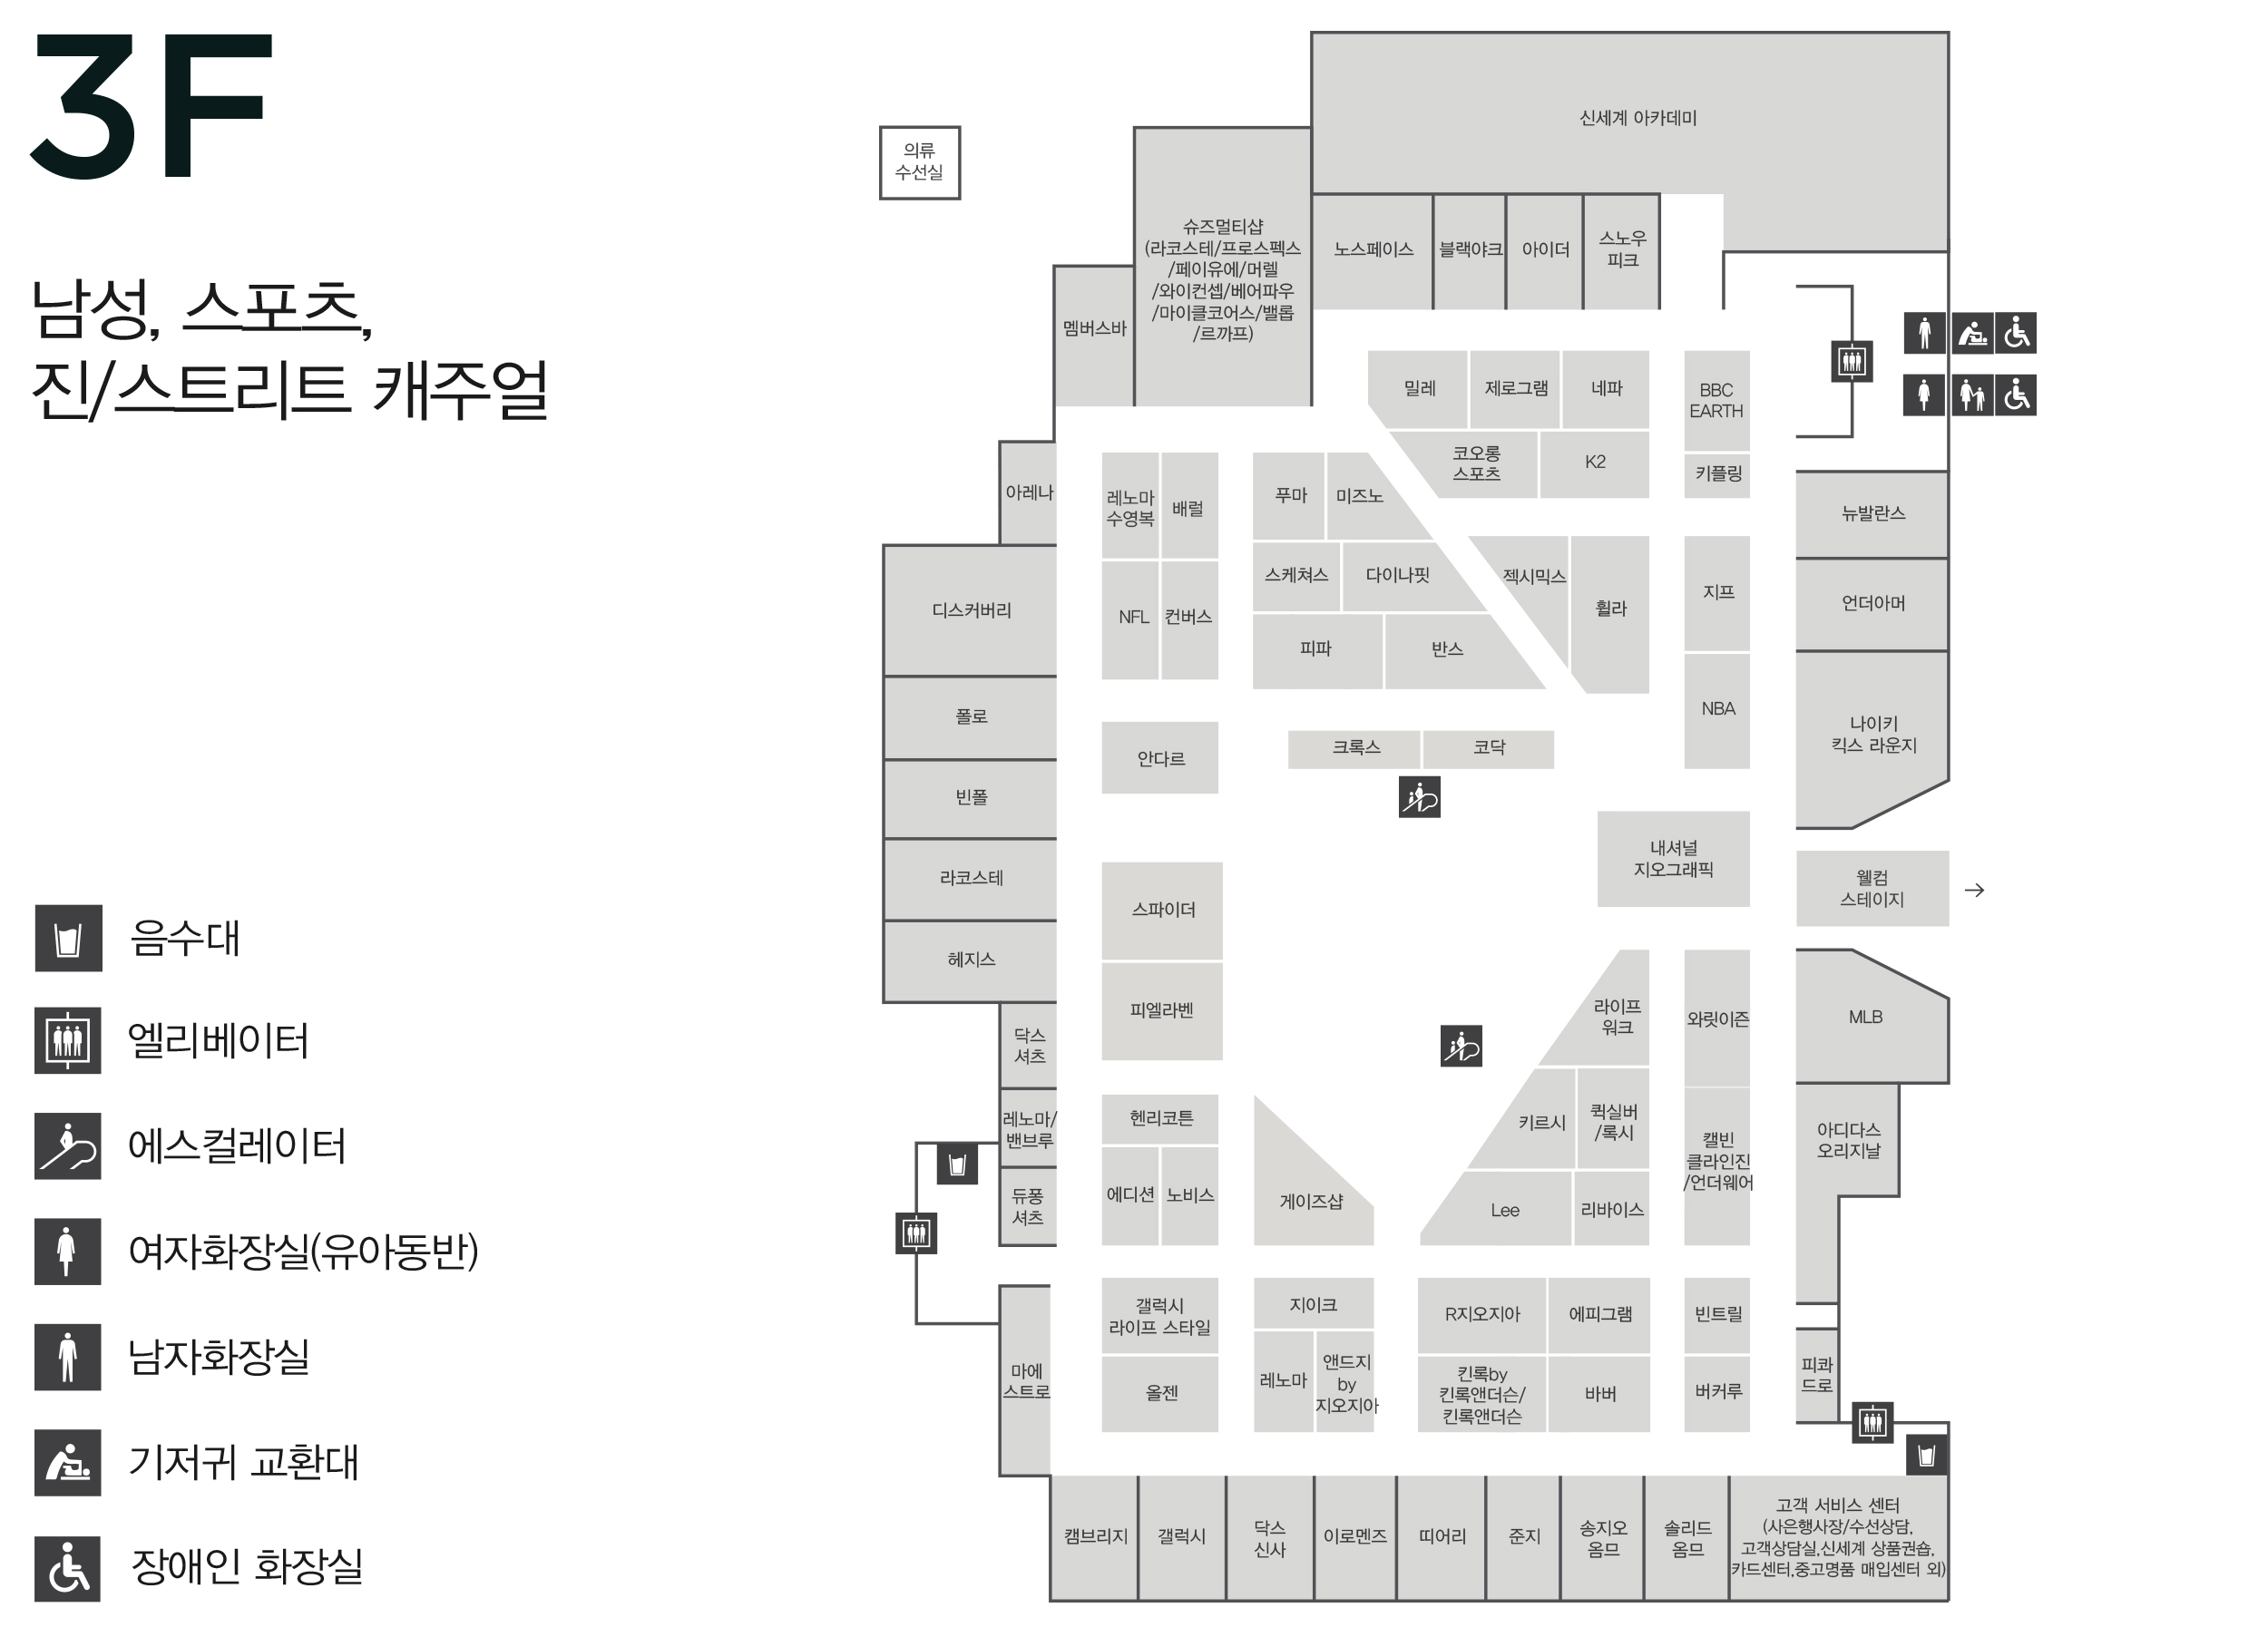 3F
남성, 스포츠,
진/스트리트 캐주얼
음수대
엘리베이터
에스컬레이터
여자화장실(유아동반)
남자화장실
기저귀 교환대
장애인 화장실
신세계 아카데미
의류
수선실
슈즈멀티샵
(라코스테/프로스펙스
/페이유에/머렐
/와이컨셉/베어파우
/마이클코어스/밸롭
/르까프)
노스페이스
블랙야크
아이더
스노우
피크
멤버스바
밀레
제로그램
네파
BBC
EARTH
코오롱
스포츠
K2
키플링
아레나
레노마
수영복
배럴
푸마
미즈노
뉴발란스
디스커버리
NFL
컨버스
스케쳐스
다이나핏
젝시믹스
휠라
지프
언더아머
피파
반스
폴로
NBA
나이키
킥스 라운지
안다르
크록스
코닥
빈폴
라코스테
내셔널
지오그래픽
웰컴
스테이지
→
스파이더
헤지스
피엘라벤
라이프
워크
와릿이즌
MLB
닥스
셔츠
레노마/
밴브루
헨리코튼
키르시
퀵실버
/록시
캘빈
클라인진
/언더웨어
아디다스
오리지날
듀퐁
셔츠
에디션
노비스
게이즈샵
Lee
리바이스
갤럭시
라이프 스타일
지이크
R지오지아
에피그램
빈트릴
마에
스트로
올젠
레노마
앤드지
by
지오지아
킨록by
킨록앤더슨/
킨록앤더슨
바버
버커루
피콰
드로
캠브리지
갤럭시
닥스
신사
이로멘즈
띠어리
준지
송지오
옴므
솔리드
옴므
고객 서비스 센터
(사은행사장/수선상담,
고객상담실,신세계 상품권숍,
카드센터,중고명품 매입센터 외)